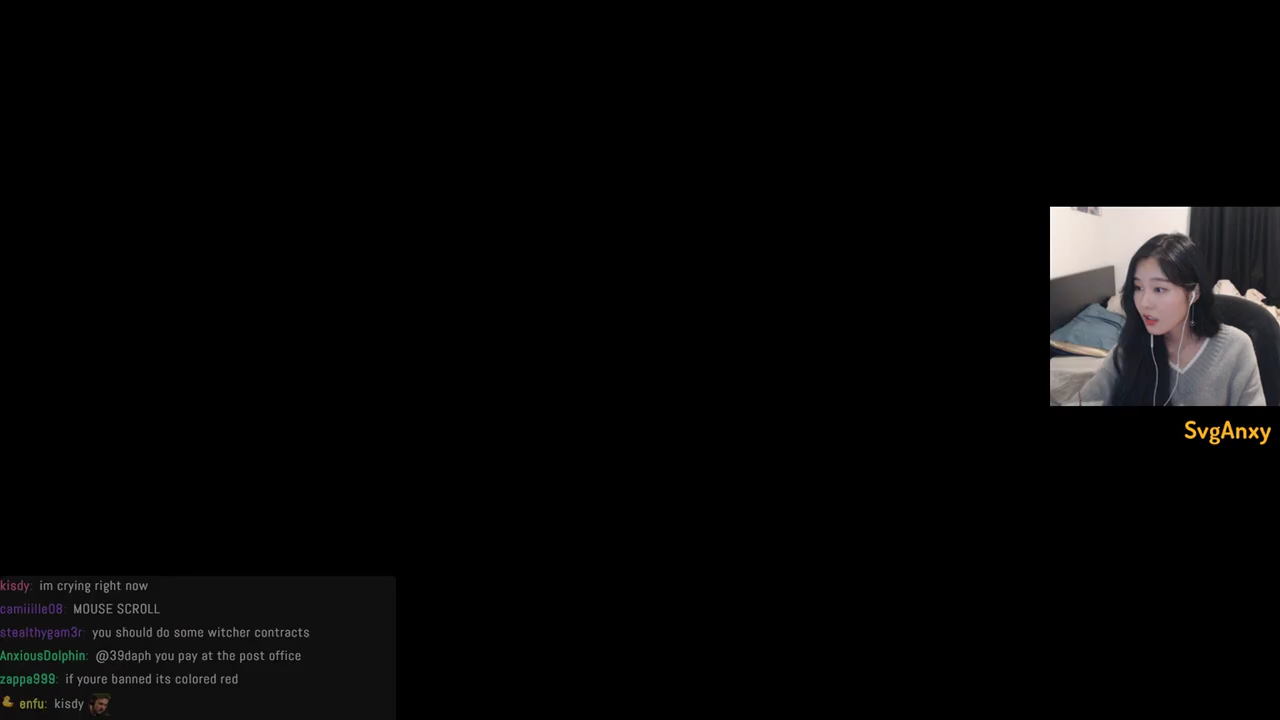 SvgAnxy
kisdy: im crying right now
camiiille08: MOUSE SCROLL
stealthygam3r: you should do some witcher contracts
AnxiousDolphin: @39daph you pay at the post office
zappa999: if youre banned its colored red
enfu: kisdy